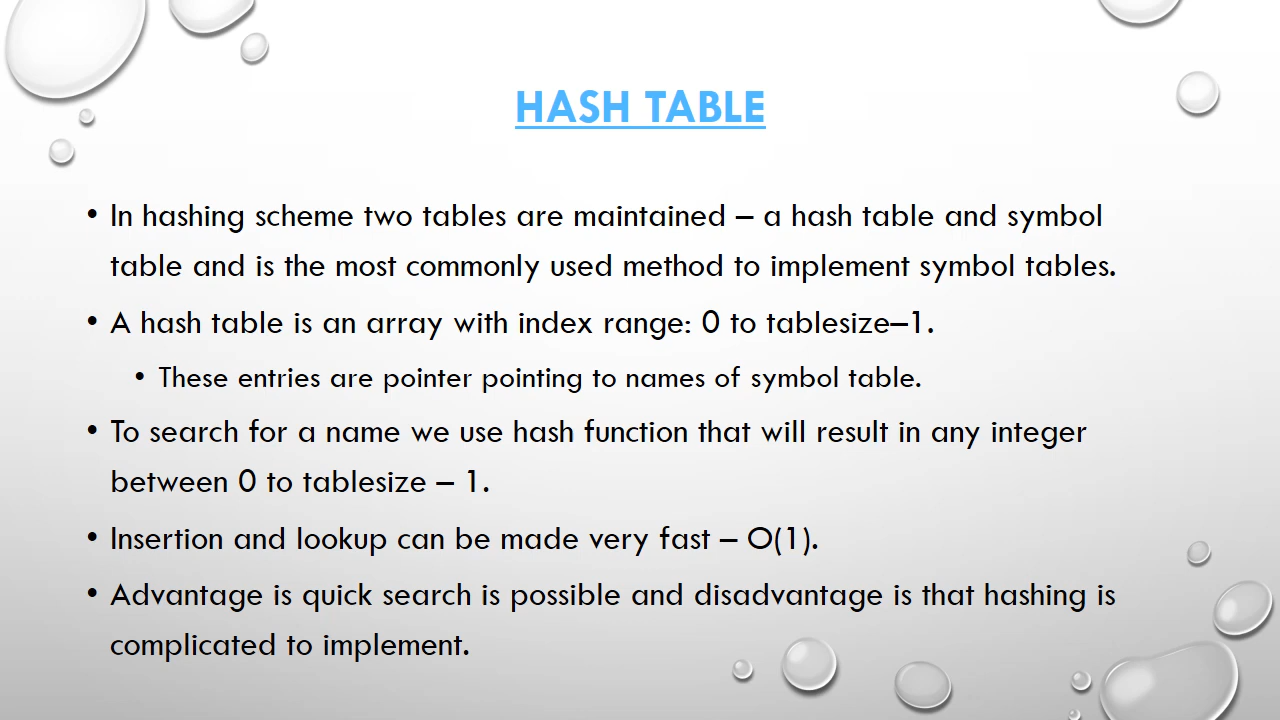 HASH TABLE
• In hashing scheme two tables are maintained – a hash table and symbol
table and is the most commonly used method to implement symbol tables.
• A hash table is an array with index range: 0 to tablesize–1.
• These entries are pointer pointing to names of symbol table.
• To search for a name we use hash function that will result in any integer
between 0 to tablesize – 1.
• Insertion and lookup can be made very fast – O(1).
• Advantage is quick search is possible and disadvantage is that hashing is
complicated to implement.